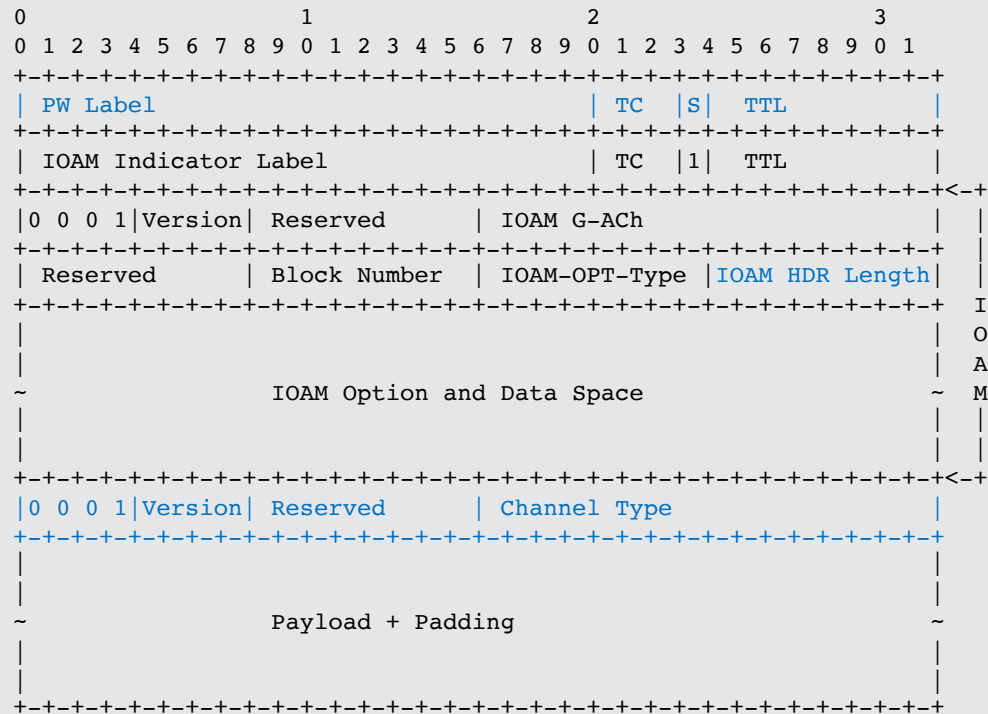 0                   1                   2                   3
0 1 2 3 4 5 6 7 8 9 0 1 2 3 4 5 6 7 8 9 0 1 2 3 4 5 6 7 8 9 0 1
+-+-+-+-+-+-+-+-+-+-+-+-+-+-+-+-+-+-+-+-+-+-+-+-+-+-+-+-+-+-+-+-+
| PW Label                              | TC  |S|  TTL          |
+-+-+-+-+-+-+-+-+-+-+-+-+-+-+-+-+-+-+-+-+-+-+-+-+-+-+-+-+-+-+-+-+
| IOAM Indicator Label                  | TC  |1|  TTL          |
+-+-+-+-+-+-+-+-+-+-+-+-+-+-+-+-+-+-+-+-+-+-+-+-+-+-+-+-+-+-+-+-+<-+
|0 0 0 1|Version| Reserved      | IOAM G-ACh                    |  |
+-+-+-+-+-+-+-+-+-+-+-+-+-+-+-+-+-+-+-+-+-+-+-+-+-+-+-+-+-+-+-+-+  |
| Reserved      | Block Number  | IOAM-OPT-Type |IOAM HDR Length|  |
+-+-+-+-+-+-+-+-+-+-+-+-+-+-+-+-+-+-+-+-+-+-+-+-+-+-+-+-+-+-+-+-+  I
|                                                               |  O
|                                                               |  A
~                 IOAM Option and Data Space                    ~  M
|                                                               |  |
|                                                               |  |
+-+-+-+-+-+-+-+-+-+-+-+-+-+-+-+-+-+-+-+-+-+-+-+-+-+-+-+-+-+-+-+-+<-+
|0 0 0 1|Version| Reserved      | Channel Type                  |
+-+-+-+-+-+-+-+-+-+-+-+-+-+-+-+-+-+-+-+-+-+-+-+-+-+-+-+-+-+-+-+-+
|                                                               |
|                                                               |
~                 Payload + Padding                             ~
|                                                               |
|                                                               |
+-+-+-+-+-+-+-+-+-+-+-+-+-+-+-+-+-+-+-+-+-+-+-+-+-+-+-+-+-+-+-+-+